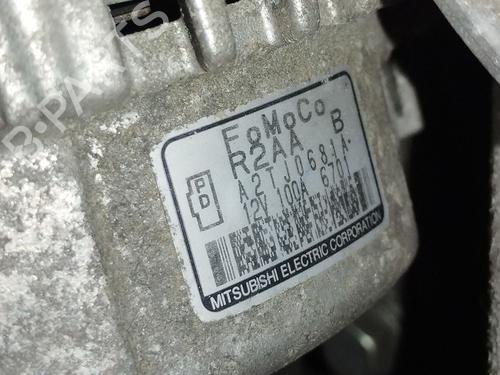 B-PARTS
FoMoCo
R2AA B
P
D
A2TJ0681A
12V 100A 6701
MITSUBISHI ELECTRIC CORPORATION